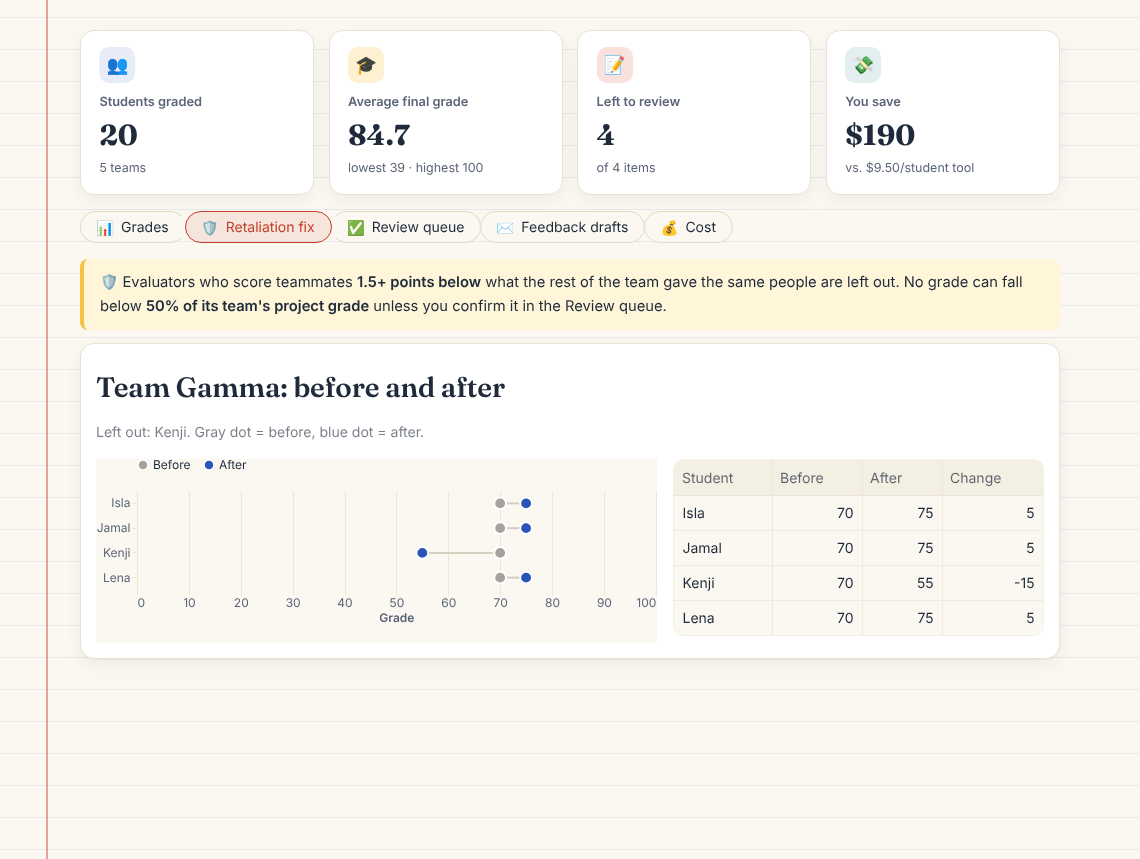 Students graded
20
5 teams
Average final grade
84.7
lowest 39 · highest 100
Left to review
4
of 4 items
You save
$190
vs. $9.50/student tool
📊 Grades
🛡️ Retaliation fix
✅ Review queue
✉️ Feedback drafts
💰 Cost
🛡️ Evaluators who score teammates 1.5+ points below what the rest of the team gave the same people are left out. No grade can fall
below 50% of its team's project grade unless you confirm it in the Review queue.
Team Gamma: before and after
Left out: Kenji. Gray dot = before, blue dot = after.
Before After
Isla
Jamal
Kenji
Lena
0 10 20 30 40 50 60 70 80 90 100
Grade
Student Before After Change
Isla 70 75 5
Jamal 70 75 5
Kenji 70 55 -15
Lena 70 75 5